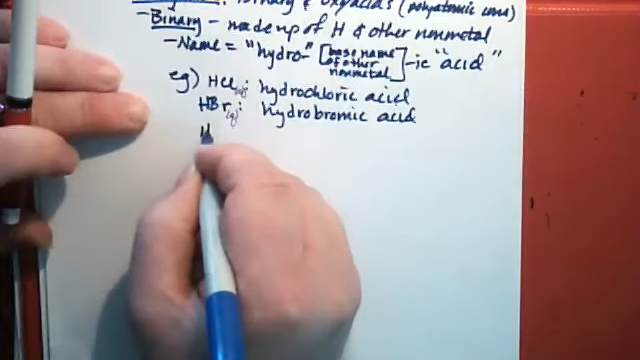 Binary & oxyacids (polyatomic ions)
- Binary - made up of H & other nonmetal
- Name = "hydro-" [base name of other nonmetal] -ic "acid"
eg) HCl(aq): hydrochloric acid
HBr(aq): hydrobromic acid
H